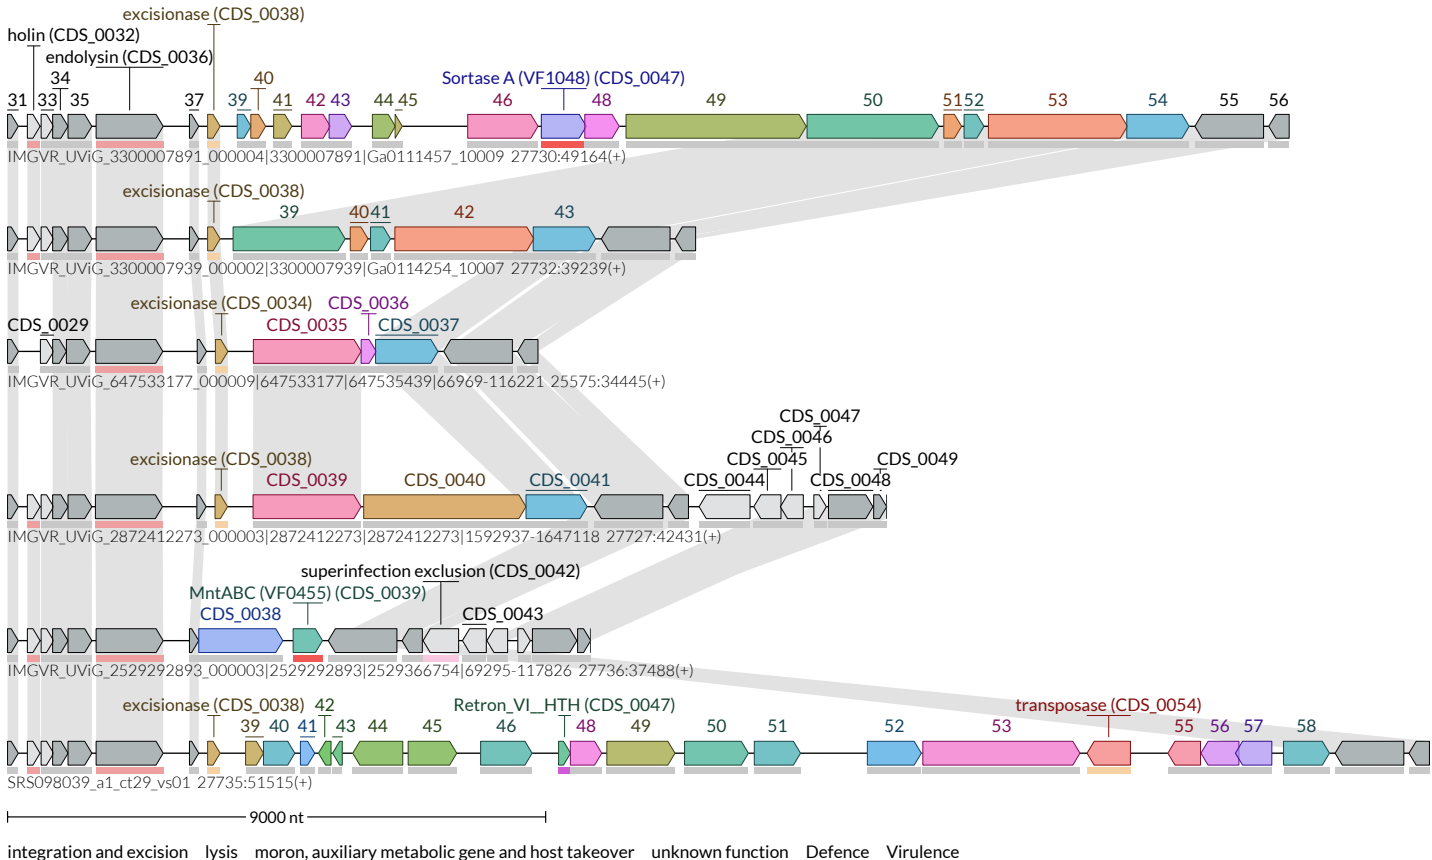 excisionase (CDS_0038)
holin (CDS_0032)
endolysin (CDS_0036)
34 40 Sortase A (VF1048) (CDS_0047)
31 33 35 37 39 41 42 43 44 45 46 48 49 50 51 52 53 54 55 56
IMGVR_UViG_3300007891_000004|3300007891|Ga0111457_10009 27730:49164(+)
excisionase (CDS_0038)
39 40 41 42 43
IMGVR_UViG_3300007939_000002|3300007939|Ga0114254_10007 27732:39239(+)
excisionase (CDS_0034) CDS_0036
CDS_0029 CDS_0035 CDS_0037
IMGVR_UViG_647533177_000009|647533177|647535439|66969-116221 25575:34445(+)
CDS_0047
CDS_0046
excisionase (CDS_0038) CDS_0045 CDS_0049
CDS_0039 CDS_0040 CDS_0041 CDS_0044 CDS_0048
IMGVR_UViG_2872412273_000003|2872412273|2872412273|1592937-1647118 27727:42431(+)
superinfection exclusion (CDS_0042)
MntABC (VF0455) (CDS_0039)
CDS_0038 CDS_0043
IMGVR_UViG_2529292893_000003|2529292893|2529366754|69295-117826 27736:37488(+)
excisionase (CDS_0038) 42 Retron_VI__HTH (CDS_0047) transposase (CDS_0054)
39 40 41 43 44 45 46 48 49 50 51 52 53 55 56 57 58
SRS098039_a1_ct29_vs01 27735:51515(+)
9000 nt
integration and excision lysis moron, auxiliary metabolic gene and host takeover unknown function Defence Virulence